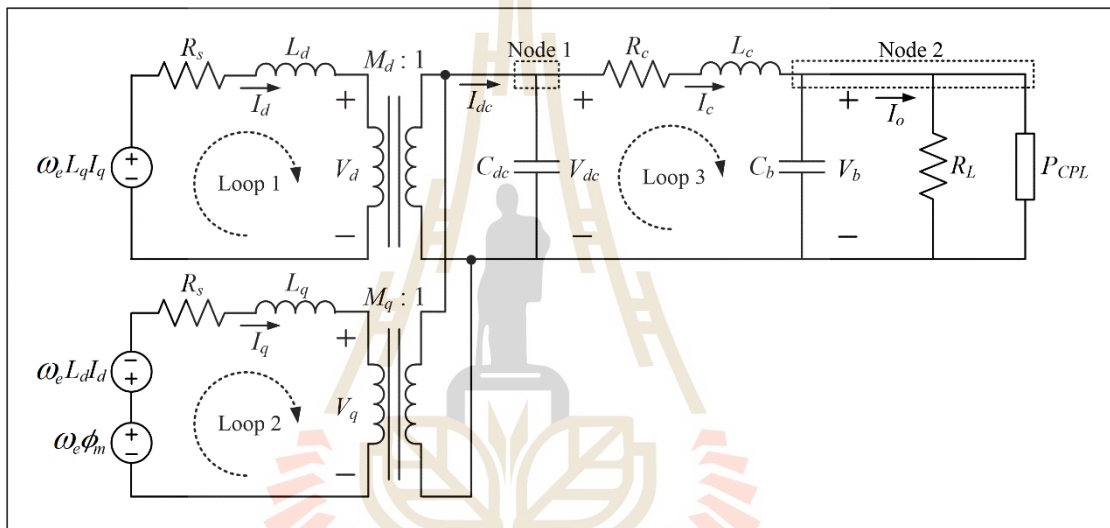 R_s
L_d
M_d : 1
Node 1
R_c
L_c
Node 2
I_d
I_dc
I_c
I_o
+
+
+
ω_e L_q I_q
+
−
Loop 1
V_d
C_dc
V_dc
Loop 3
C_b
V_b
R_L
P_CPL
−
−
−
R_s
L_q
M_q : 1
I_q
+
ω_e L_d I_d
−
+
Loop 2
V_q
ω_e ϕ_m
+
−
−